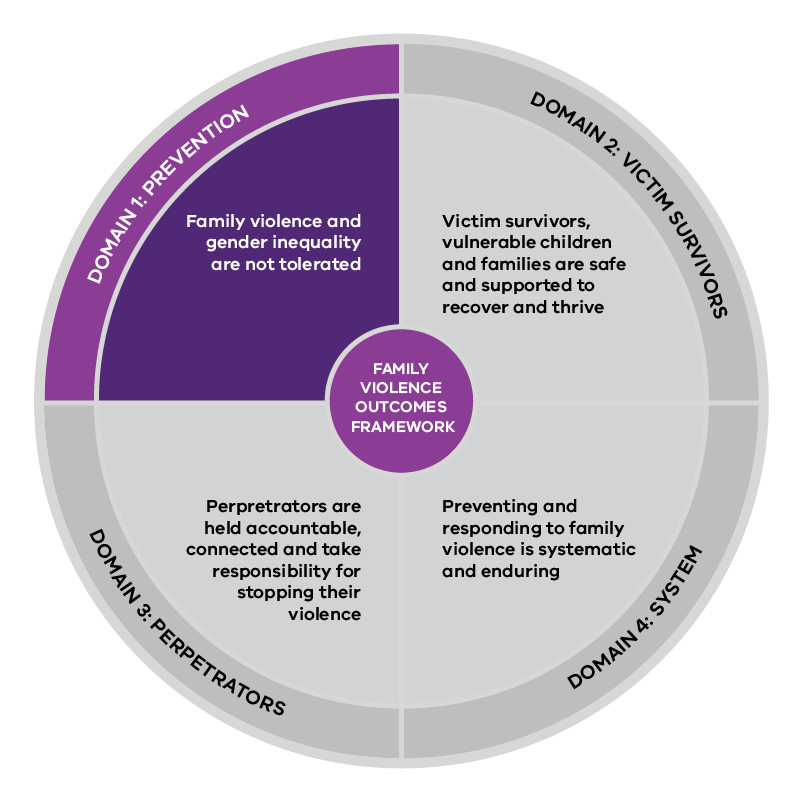 DOMAIN 1: PREVENTION
Family violence and
gender inequality
are not tolerated
DOMAIN 2: VICTIM SURVIVORS
Victim survivors,
vulnerable children
and families are safe
and supported to
recover and thrive
FAMILY
VIOLENCE
OUTCOMES
FRAMEWORK
DOMAIN 3: PERPETRATORS
Perpretrators are
held accountable,
connected and take
responsibility for
stopping their
violence
DOMAIN 4: SYSTEM
Preventing and
responding to family
violence is systematic
and enduring